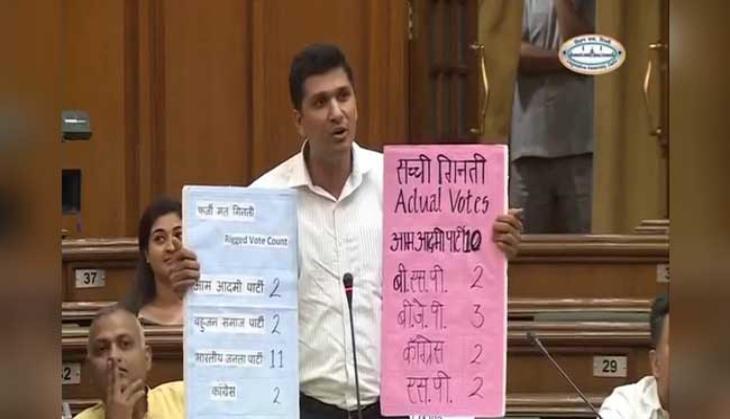 फर्जी मत गिनती
Rigged Vote Count
आम आदमी पार्टी 2
बहुजन समाज पार्टी 2
भारतीय जनता पार्टी 11
कांग्रेस 2
सच्ची गिनती
Adual Votes
आम आदमी पार्टी 10
बी.एस.पी. 2
बी.जे.पी. 3
कॉंग्रेस 2
एस.पी. 2
37
29